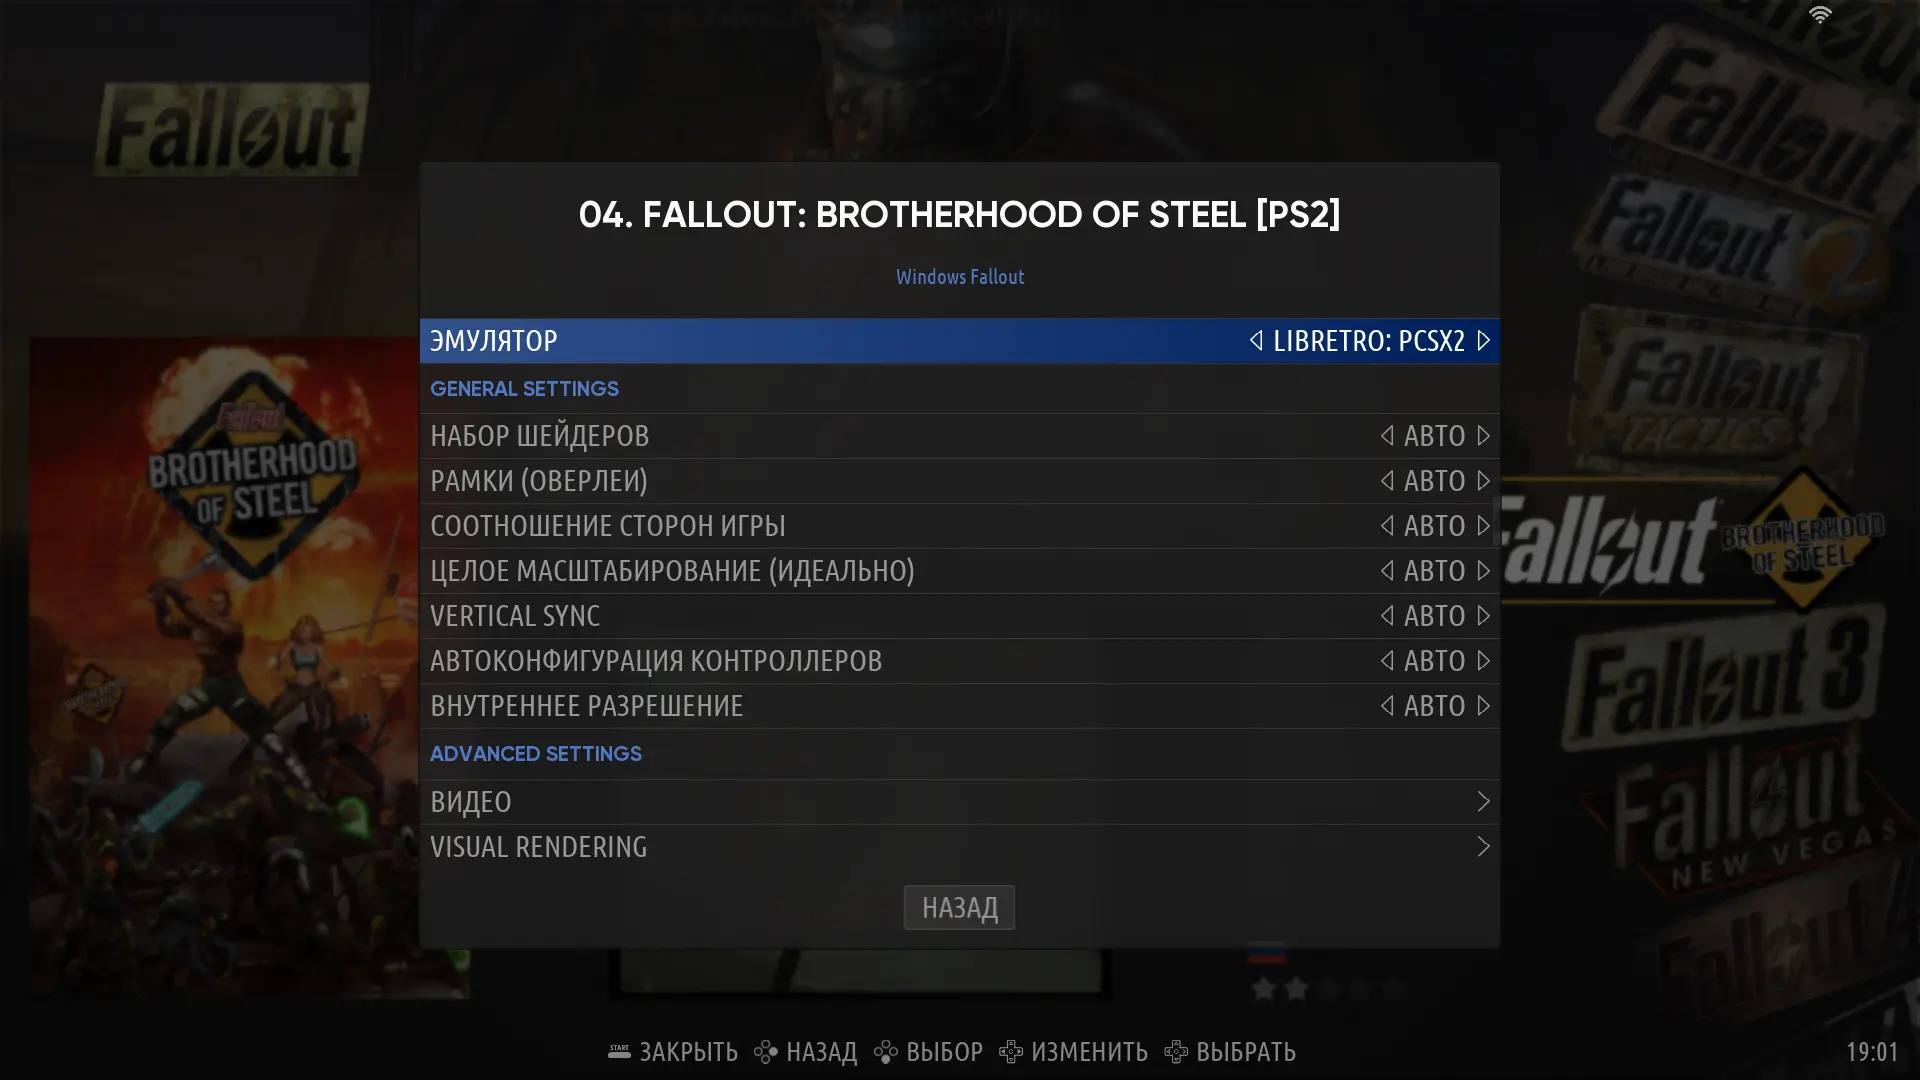 Fallout
04. FALLOUT: BROTHERHOOD OF STEEL [PS2]
Windows Fallout
ЭМУЛЯТОР LIBRETRO: PCSX2
GENERAL SETTINGS
НАБОР ШЕЙДЕРОВ АВТО
РАМКИ (ОВЕРЛЕИ) АВТО
СООТНОШЕНИЕ СТОРОН ИГРЫ АВТО
ЦЕЛОЕ МАСШТАБИРОВАНИЕ (ИДЕАЛЬНО) АВТО
VERTICAL SYNC АВТО
АВТОКОНФИГУРАЦИЯ КОНТРОЛЛЕРОВ АВТО
ВНУТРЕННЕЕ РАЗРЕШЕНИЕ АВТО
ADVANCED SETTINGS
ВИДЕО
VISUAL RENDERING
НАЗАД
Fallout
BROTHERHOOD
OF STEEL
Fallout
Fallout 2
Fallout
TACTICS
Fallout BROTHERHOOD
OF STEEL
Fallout 3
Fallout
NEW VEGAS
Fallout 4
START ЗАКРЫТЬ НАЗАД ВЫБОР ИЗМЕНИТЬ ВЫБРАТЬ
19:01